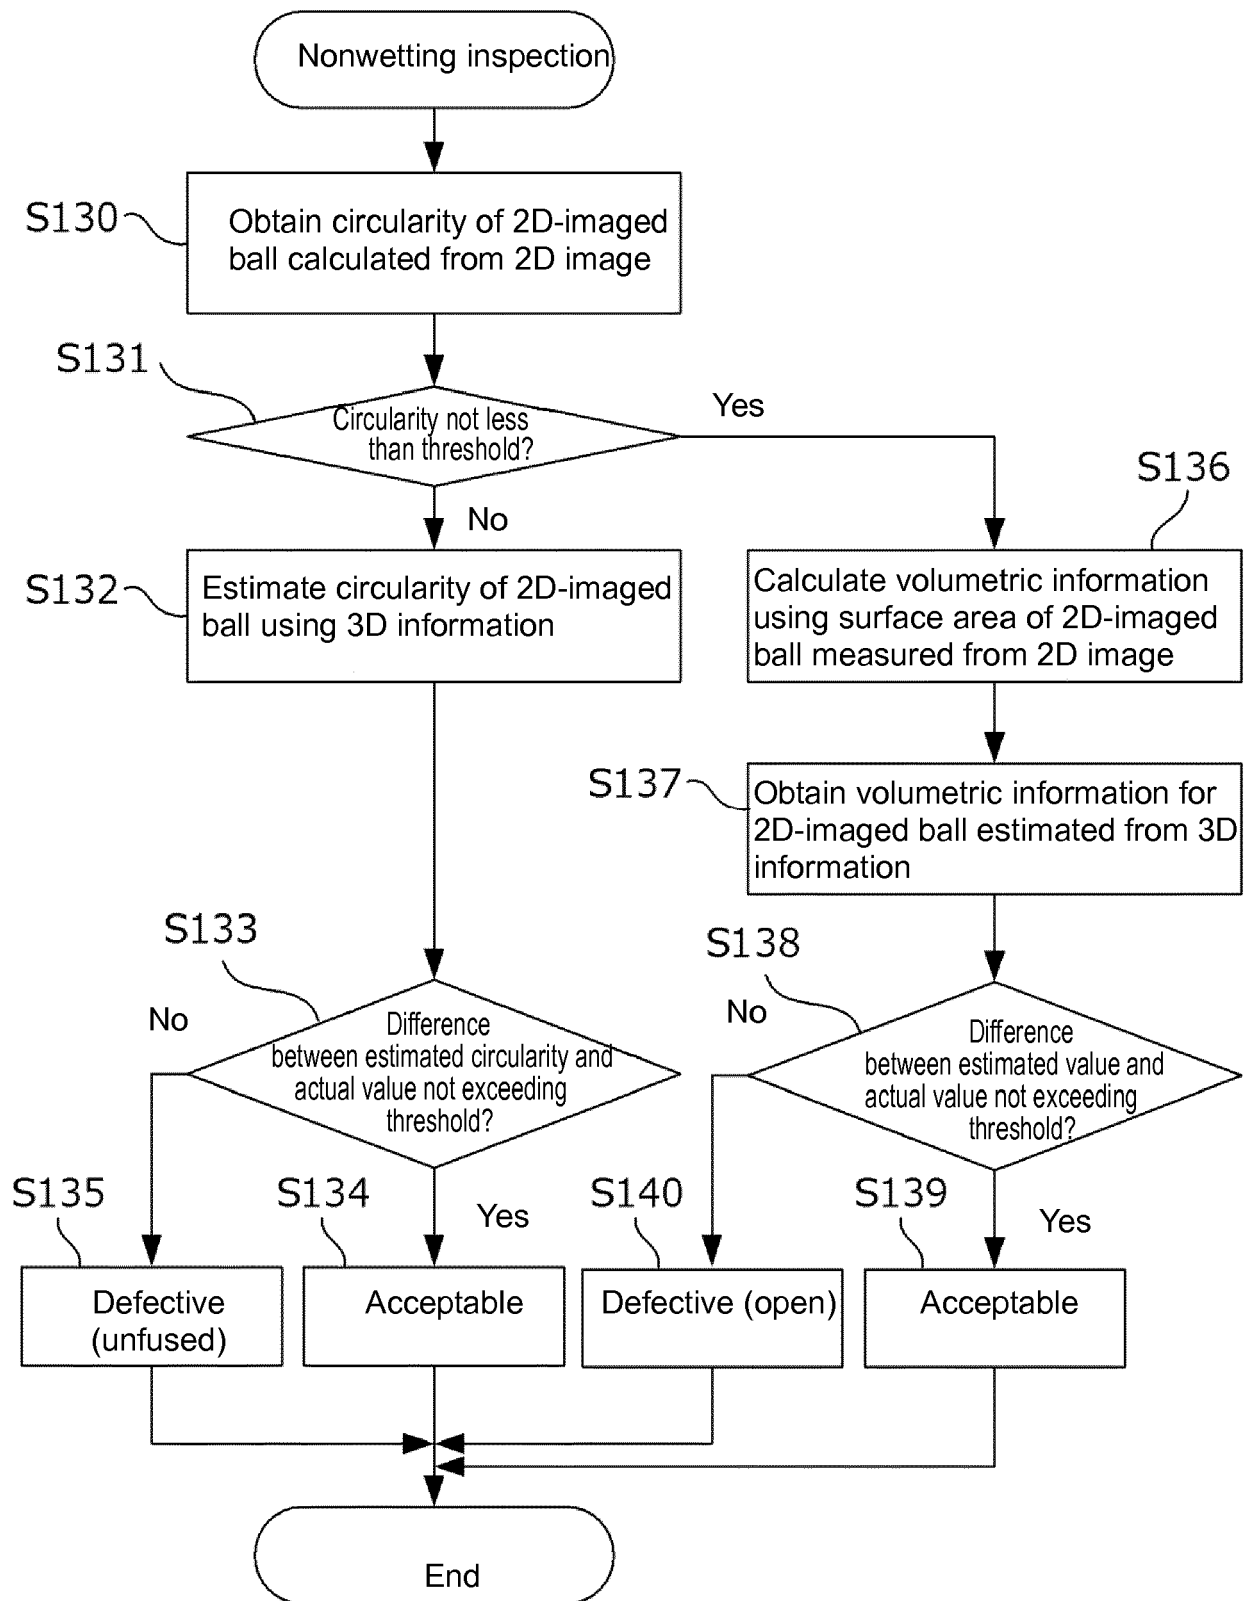 Nonwetting inspection
S130
Obtain circularity of 2D-imaged
ball calculated from 2D image
S131
Circularity not less
than threshold?
Yes
No
S136
S132
Estimate circularity of 2D-imaged
ball using 3D information
Calculate volumetric information
using surface area of 2D-imaged
ball measured from 2D image
S137
Obtain volumetric information for
2D-imaged ball estimated from 3D
information
S133
No
Difference
between estimated circularity and
actual value not exceeding
threshold?
S138
No
Difference
between estimated value and
actual value not exceeding
threshold?
S135
S134
Yes
S140
S139
Yes
Defective
(unfused)
Acceptable
Defective (open)
Acceptable
End